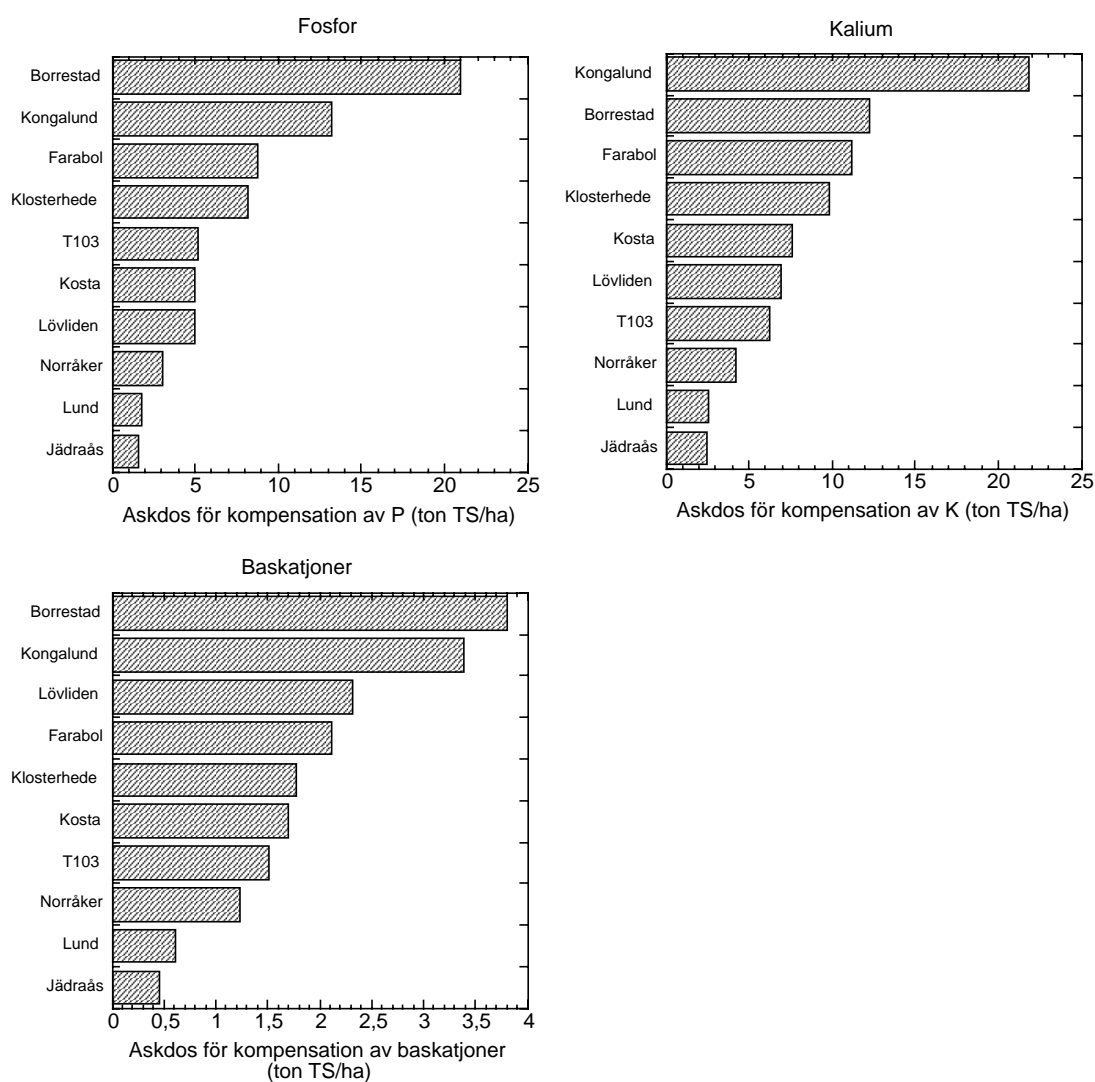 Fosfor
Borrestad
Kongalund
Farabol
Klosterhede
T103
Kosta
Lövliden
Norråker
Lund
Jädraås
0 5 10 15 20 25
Askdos för kompensation av P (ton TS/ha)
Kalium
Kongalund
Borrestad
Farabol
Klosterhede
Kosta
Lövliden
T103
Norråker
Lund
Jädraås
0 5 10 15 20 25
Askdos för kompensation av K (ton TS/ha)
Baskatjoner
Borrestad
Kongalund
Lövliden
Farabol
Klosterhede
Kosta
T103
Norråker
Lund
Jädraås
0 0,5 1 1,5 2 2,5 3 3,5 4
Askdos för kompensation av baskatjoner
(ton TS/ha)